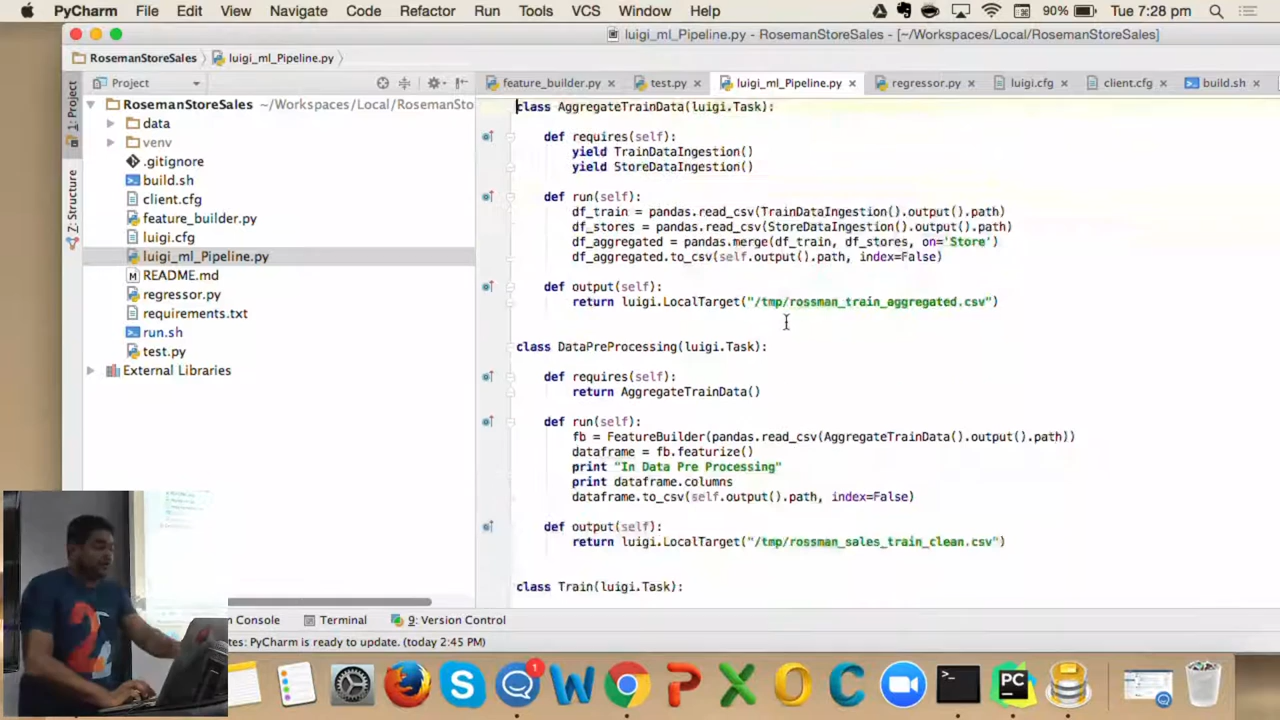 PyCharm File Edit View Navigate Code Refactor Run Tools VCS Window Help 90% Tue 7:28 pm
luigi_ml_Pipeline.py - RosemanStoreSales - [~/Workspaces/Local/RosemanStoreSales]
RosemanStoreSales luigi_ml_Pipeline.py
Project feature_builder.py test.py luigi_ml_Pipeline.py regressor.py luigi.cfg client.cfg build.sh
1: Project
Z: Structure
RosemanStoreSales ~/Workspaces/Local/RosemanSto
data
venv
.gitignore
build.sh
client.cfg
feature_builder.py
luigi.cfg
luigi_ml_Pipeline.py
README.md
regressor.py
requirements.txt
run.sh
test.py
External Libraries
class AggregateTrainData(luigi.Task):
def requires(self):
yield TrainDataIngestion()
yield StoreDataIngestion()
def run(self):
df_train = pandas.read_csv(TrainDataIngestion().output().path)
df_stores = pandas.read_csv(StoreDataIngestion().output().path)
df_aggregated = pandas.merge(df_train, df_stores, on='Store')
df_aggregated.to_csv(self.output().path, index=False)
def output(self):
return luigi.LocalTarget("/tmp/rossman_train_aggregated.csv")
class DataPreProcessing(luigi.Task):
def requires(self):
return AggregateTrainData()
def run(self):
fb = FeatureBuilder(pandas.read_csv(AggregateTrainData().output().path))
dataframe = fb.featurize()
print "In Data Pre Processing"
print dataframe.columns
dataframe.to_csv(self.output().path, index=False)
def output(self):
return luigi.LocalTarget("/tmp/rossman_sales_train_clean.csv")
class Train(luigi.Task):
Console Terminal 9: Version Control
tes: PyCharm is ready to update. (today 2:45 PM)